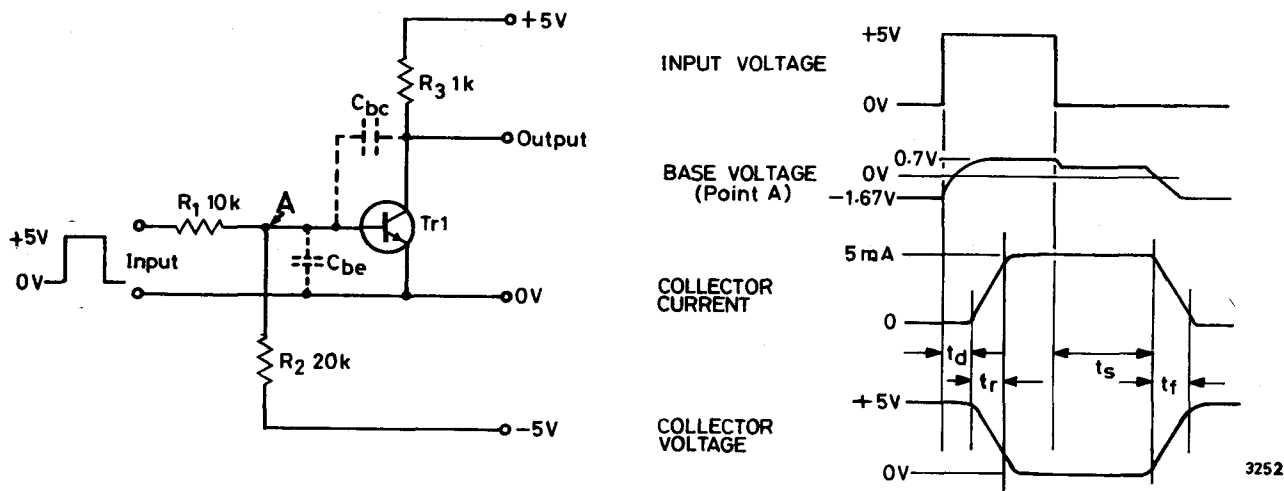 +5V
R3 1k
Cbc
Output
R1 10k
A
Tr1
+5V
0V
Input
Cbe
0V
R2 20k
-5V
INPUT VOLTAGE
+5V
0V
BASE VOLTAGE
(Point A)
0.7V
0V
-1.67V
COLLECTOR
CURRENT
5mA
0
td
tr
ts
tf
COLLECTOR
VOLTAGE
+5V
0V
3252